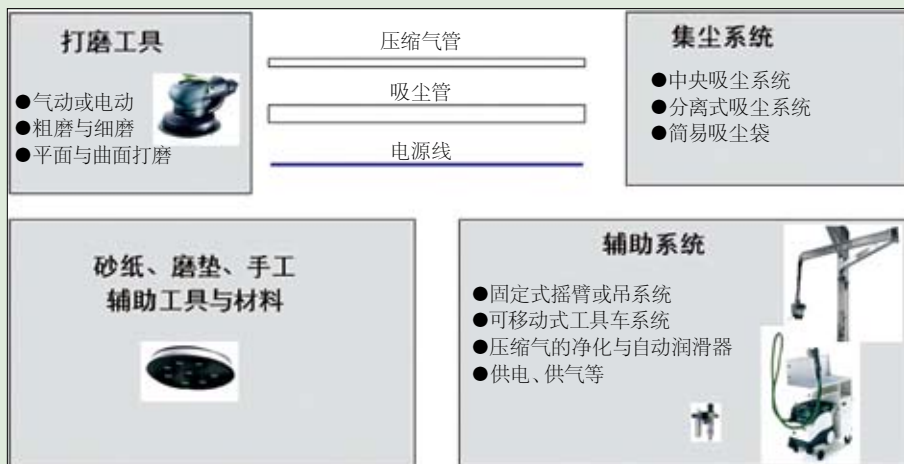 打磨工具
●气动或电动
●粗磨与细磨
●平面与曲面打磨
压缩气管
吸尘管
电源线
集尘系统
●中央吸尘系统
●分离式吸尘系统
●简易吸尘袋
砂纸、磨垫、手工
辅助工具与材料
辅助系统
●固定式摇臂或吊系统
●可移动式工具车系统
●压缩气的净化与自动润滑器
●供电、供气等